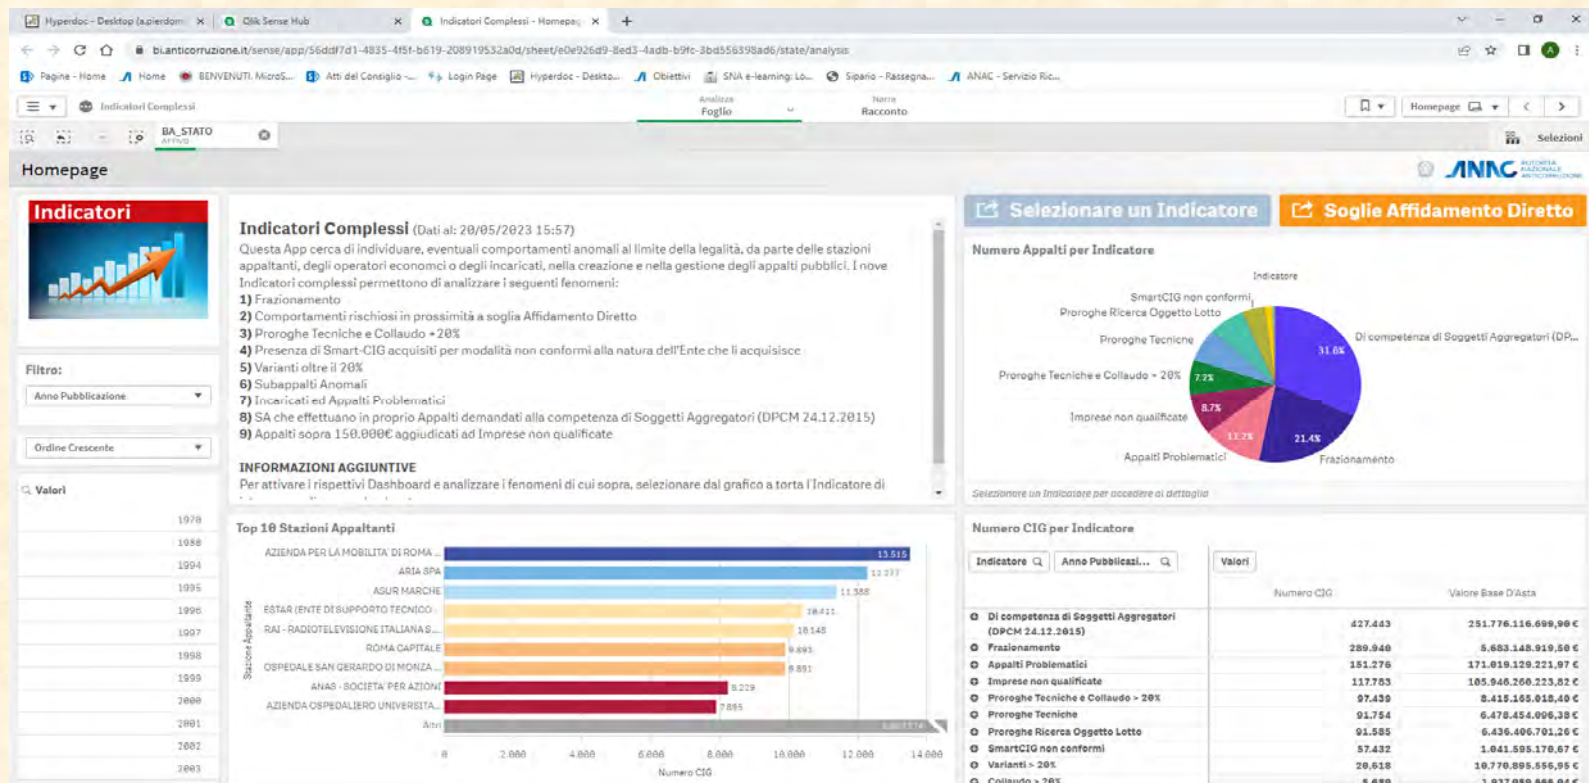 Hyperdoc - Desktop (a.pierdom
Qlik Sense Hub
Indicatori Complessi - Homepag
bi.anticorruzione.it/sense/app/56ddf7d1-4835-4f5f-b619-208919532a0d/sheet/e0e926d9-8ed3-4adb-b9fc-3bd556398ad6/state/analysis
Pagine - Home
Home
BENVENUTI. MicroS...
Atti del Consiglio -...
Login Page
Hyperdoc - Deskto...
Obiettivi
SNA e-learning: Lo...
Sipario - Rassegna...
ANAC - Servizio Ric...
Indicatori Complessi
Analizza
Foglio
Narra
Racconto
Homepage
BA_STATO
ATTIVO
Selezioni
Homepage
ANAC AUTORITÀ NAZIONALE ANTICORRUZIONE
Indicatori
Filtro:
Anno Pubblicazione
Ordine Crescente
Valori
1970
1988
1994
1995
1996
1997
1998
1999
2000
2001
2002
2003
Indicatori Complessi (Dati al: 20/05/2023 15:57)
Questa App cerca di individuare, eventuali comportamenti anomali al limite della legalità, da parte delle stazioni
appaltanti, degli operatori economci o degli incaricati, nella creazione e nella gestione degli appalti pubblici. I nove
Indicatori complessi permettono di analizzare i seguenti fenomeni:
1) Frazionamento
2) Comportamenti rischiosi in prossimità a soglia Affidamento Diretto
3) Proroghe Tecniche e Collaudo +20%
4) Presenza di Smart-CIG acquisiti per modalità non conformi alla natura dell'Ente che li acquisisce
5) Varianti oltre il 20%
6) Subappalti Anomali
7) Incaricati ed Appalti Problematici
8) SA che effettuano in proprio Appalti demandati alla competenza di Soggetti Aggregatori (DPCM 24.12.2015)
9) Appalti sopra 150.000€ aggiudicati ad Imprese non qualificate
INFORMAZIONI AGGIUNTIVE
Per attivare i rispettivi Dashboard e analizzare i fenomeni di cui sopra, selezionare dal grafico a torta l'Indicatore di
Selezionare un Indicatore
Soglie Affidamento Diretto
Numero Appalti per Indicatore
Indicatore
SmartCIG non conformi
Proroghe Ricerca Oggetto Lotto
Proroghe Tecniche
Proroghe Tecniche e Collaudo > 20%
Imprese non qualificate
Appalti Problematici
Frazionamento
Di competenza di Soggetti Aggregatori (DP...
31.6%
21.4%
11.2%
8.7%
7.2%
Selezionare un Indicatore per accedere al dettaglio
Top 10 Stazioni Appaltanti
Stazione Appaltante
AZIENDA PER LA MOBILITA' DI ROMA ... 13.515
ARIA SPA 12.277
ASUR MARCHE 11.388
ESTAR (ENTE DI SUPPORTO TECNICO - 10.411
RAI - RADIOTELEVISIONE ITALIANA S... 10.148
ROMA CAPITALE 9.893
OSPEDALE SAN GERARDO DI MONZA ... 9.891
ANAS - SOCIETA' PER AZIONI 8.229
AZIENDA OSPEDALIERO UNIVERSITA... 7.895
Altri
0 2.000 4.000 6.000 8.000 10.000 12.000 14.000
Numero CIG
Numero CIG per Indicatore
Indicatore
Anno Pubblicazi...
Valori
Numero CIG Valore Base D'Asta
Di competenza di Soggetti Aggregatori
(DPCM 24.12.2015) 427.443 251.776.116.699,90 €
Frazionamento 289.940 5.683.148.919,50 €
Appalti Problematici 151.276 171.019.129.221,97 €
Imprese non qualificate 117.783 105.946.260.223,82 €
Proroghe Tecniche e Collaudo > 20% 97.439 8.415.165.018,40 €
Proroghe Tecniche 91.754 6.478.454.096,38 €
Proroghe Ricerca Oggetto Lotto 91.585 6.436.406.701,26 €
SmartCIG non conformi 57.432 1.041.595.170,67 €
Varianti > 20% 20.618 10.770.895.556,95 €
Collaudo > 20%